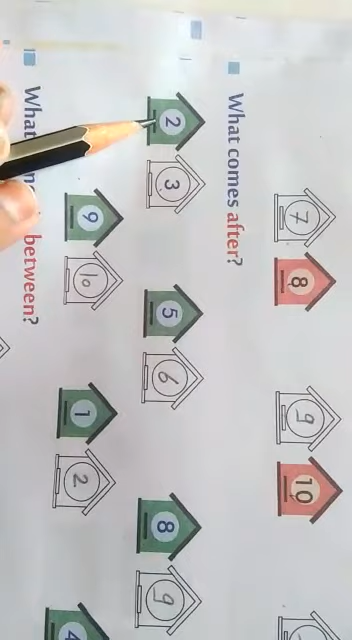 7 8 9 10
What comes after?
2 3 5 6 8 9
9 10 1 2 4
What between?